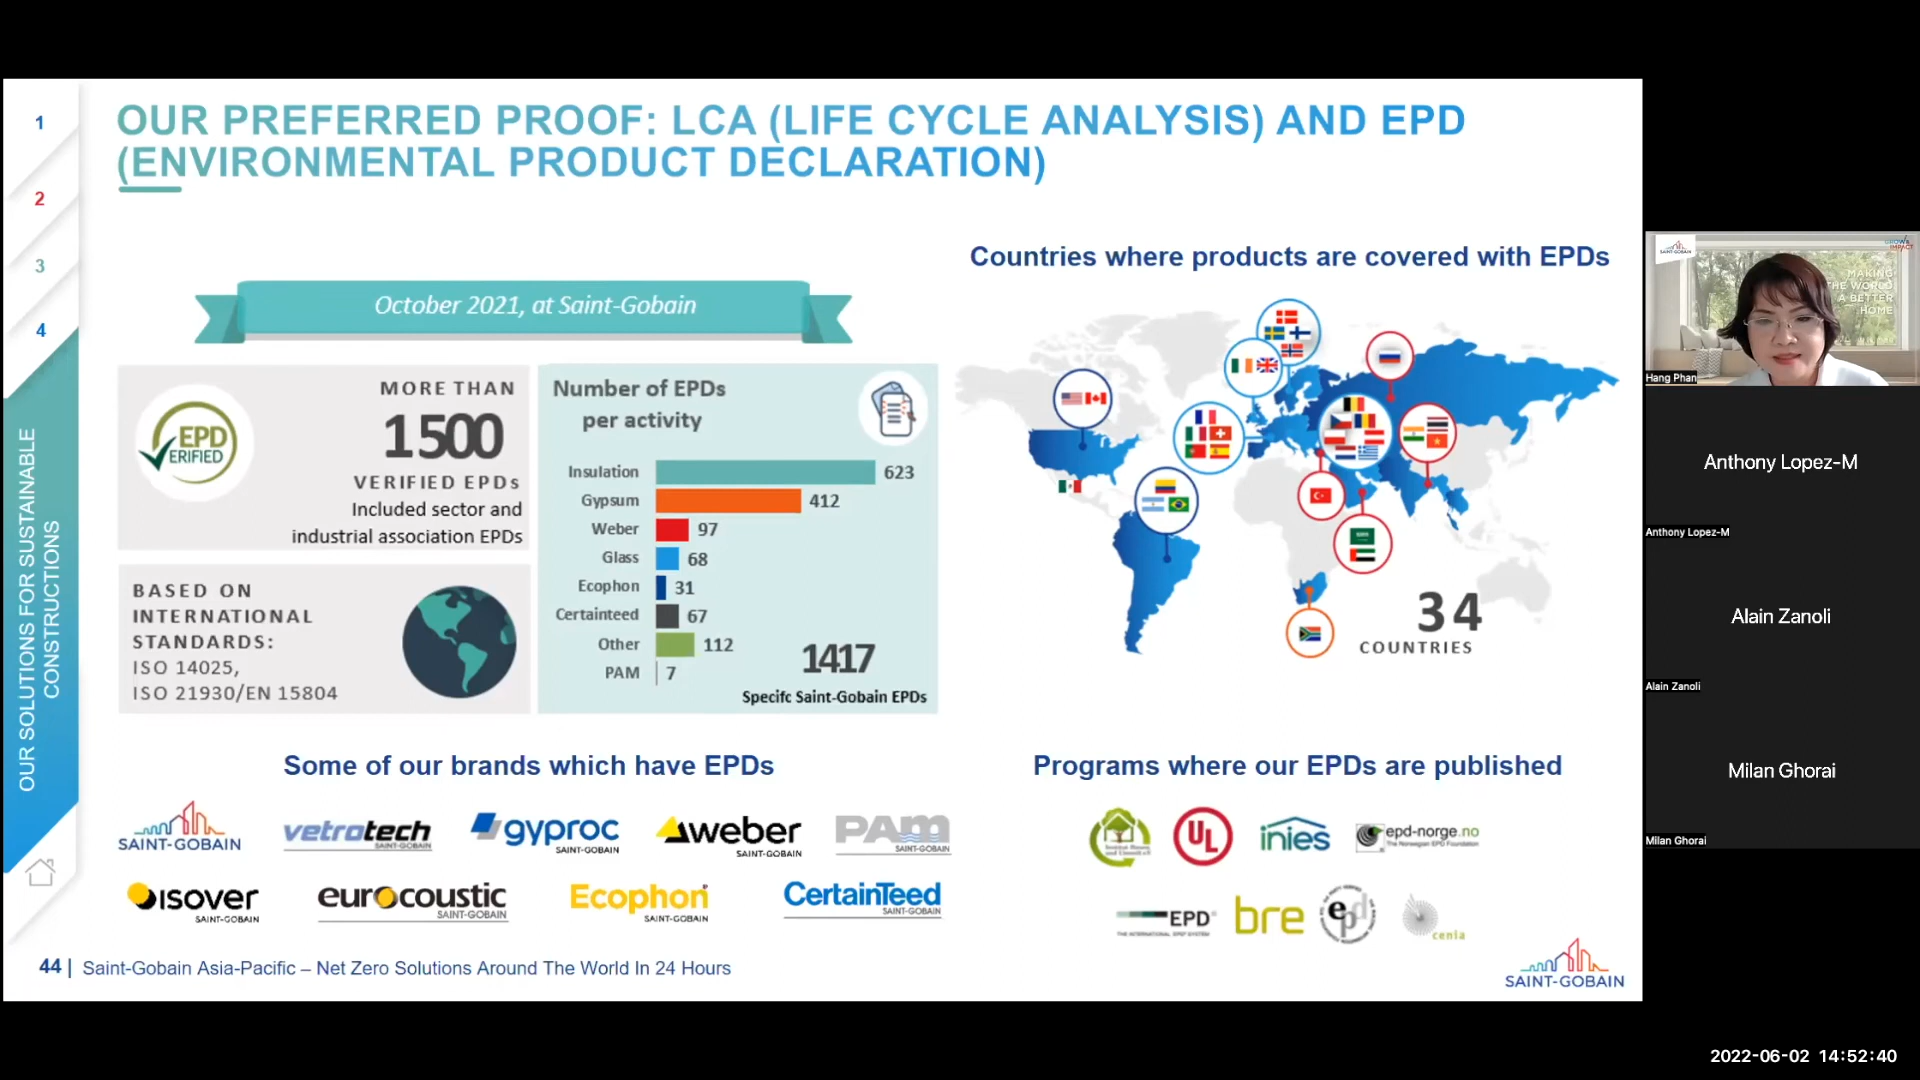 1
2
3
4
OUR SOLUTIONS FOR SUSTAINABLE
CONSTRUCTIONS
OUR PREFERRED PROOF: LCA (LIFE CYCLE ANALYSIS) AND EPD
(ENVIRONMENTAL PRODUCT DECLARATION)
October 2021, at Saint-Gobain
EPD
VERIFIED
MORE THAN
1500
VERIFIED EPDs
Included sector and
industrial association EPDs
BASED ON
INTERNATIONAL
STANDARDS:
ISO 14025,
ISO 21930/EN 15804
Number of EPDs
per activity
Insulation 623
Gypsum 412
Weber 97
Glass 68
Ecophon 31
Certainteed 67
Other 112
PAM 7
1417
Specifc Saint-Gobain EPDs
Countries where products are covered with EPDs
34
COUNTRIES
Some of our brands which have EPDs
SAINT-GOBAIN
vetrotech
SAINT-GOBAIN
gyproc
SAINT-GOBAIN
weber
SAINT-GOBAIN
PAM
SAINT-GOBAIN
isover
SAINT-GOBAIN
eurocoustic
SAINT-GOBAIN
Ecophon
SAINT-GOBAIN
CertainTeed
SAINT-GOBAIN
Programs where our EPDs are published
UL
inies
epd-norge.no
The Norwegian EPD Foundation
EPD
THE INTERNATIONAL EPD SYSTEM
bre
epd
cenia
44 | Saint-Gobain Asia-Pacific – Net Zero Solutions Around The World In 24 Hours
SAINT-GOBAIN
SAINT-GOBAIN
GROW & IMPACT
MAKING
THE WORLD
A BETTER
HOME
Hang Phan
Anthony Lopez-M
Anthony Lopez-M
Alain Zanoli
Alain Zanoli
Milan Ghorai
Milan Ghorai
2022-06-02 14:52:40